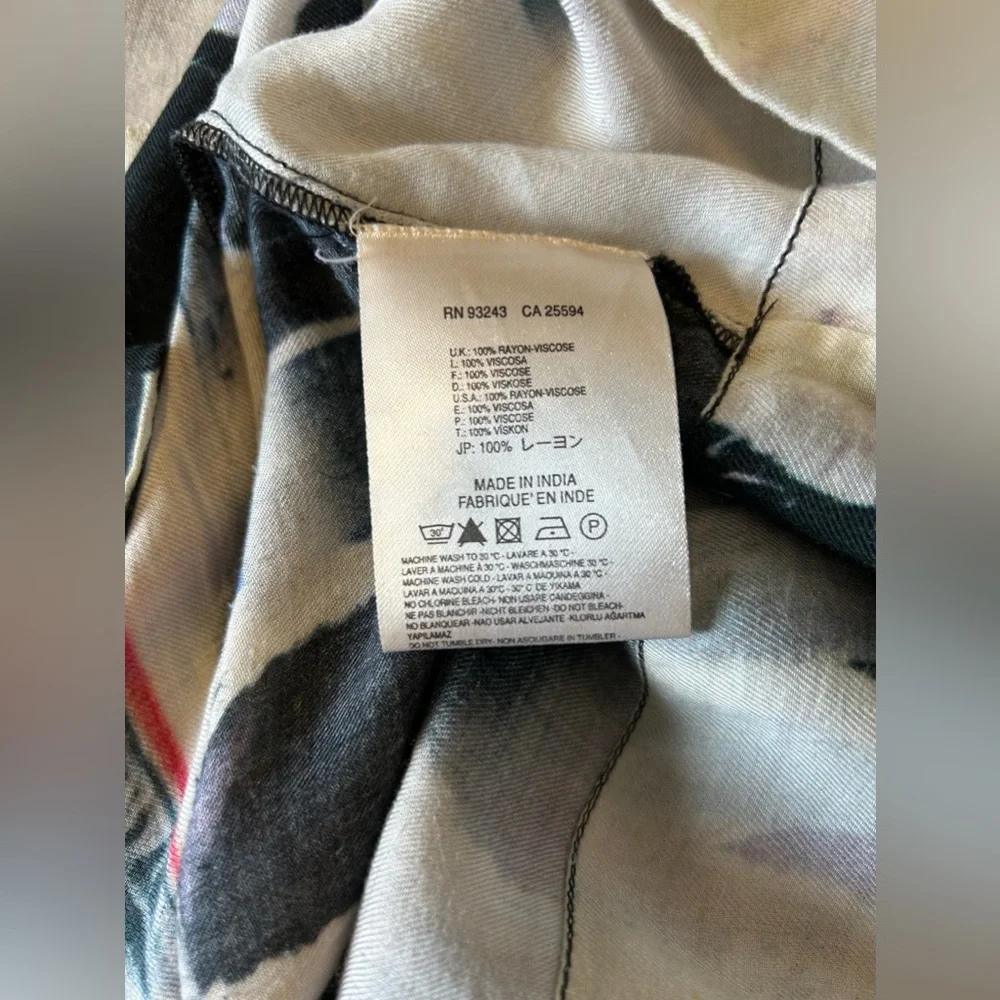 RN 93243 CA 25594
U.K.: 100% RAYON-VISCOSE
I.: 100% VISCOSA
F.: 100% VISCOSE
D.: 100% VISKOSE
U.S.A.: 100% RAYON-VISCOSE
E.: 100% VISCOSA
P.: 100% VISCOSE
T.: 100% VİSKON
JP: 100% レーヨン
MADE IN INDIA
FABRIQUE' EN INDE
30° P
MACHINE WASH TO 30 °C - LAVARE A 30 °C -
LAVER A MACHINE À 30 °C - WASCHMASCHINE 30 °C -
MACHINE WASH COLD - LAVAR A MAQUINA A 30 °C -
LAVAR A MAQUINA A 30°C - 30° C DE YIKAMA
NO CHLORINE BLEACH- NON USARE CANDEGGINA -
NE PAS BLANCHIR -NICHT BLEICHEN -DO NOT BLEACH-
NO BLANQUEAR -NAO USAR ALVEJANTE -KLORLU AĞARTMA
YAPILAMAZ
DO NOT TUMBLE DRY- NON ASCIUGARE IN TUMBLER -